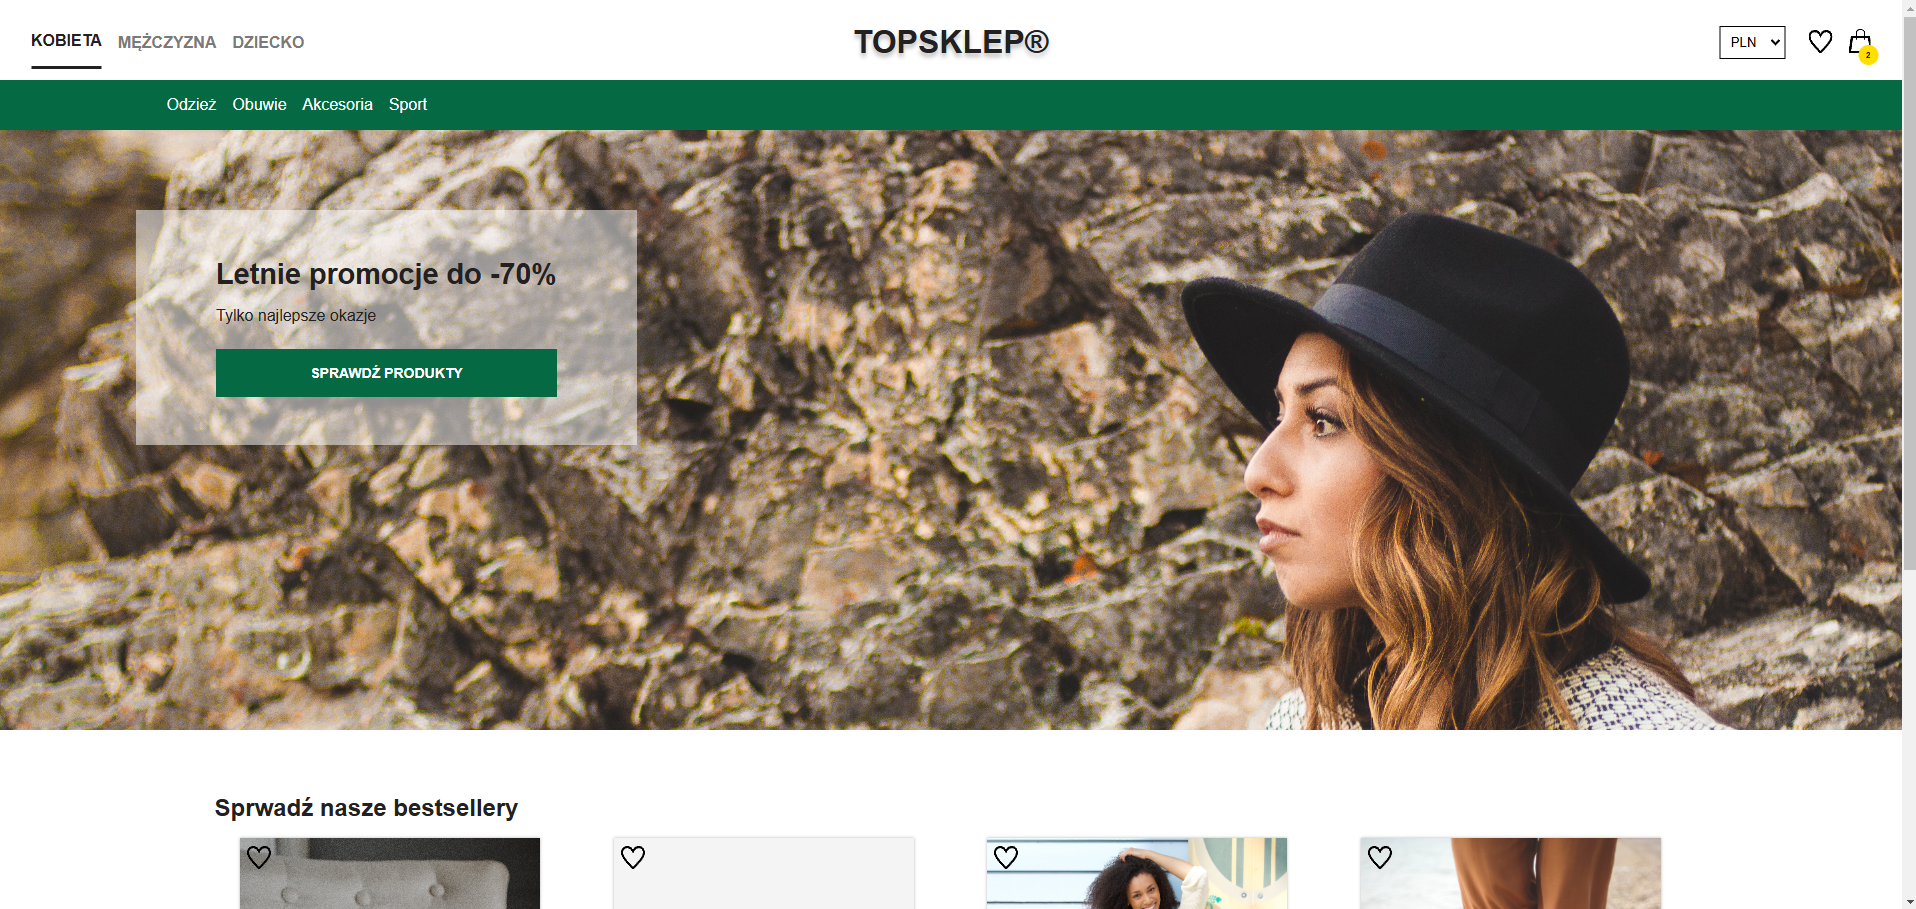 KOBIETA MĘŻCZYZNA DZIECKO TOPSKLEP® PLN 2
Odzież Obuwie Akcesoria Sport
Letnie promocje do -70%
Tylko najlepsze okazje
SPRAWDŹ PRODUKTY
Sprwadź nasze bestsellery